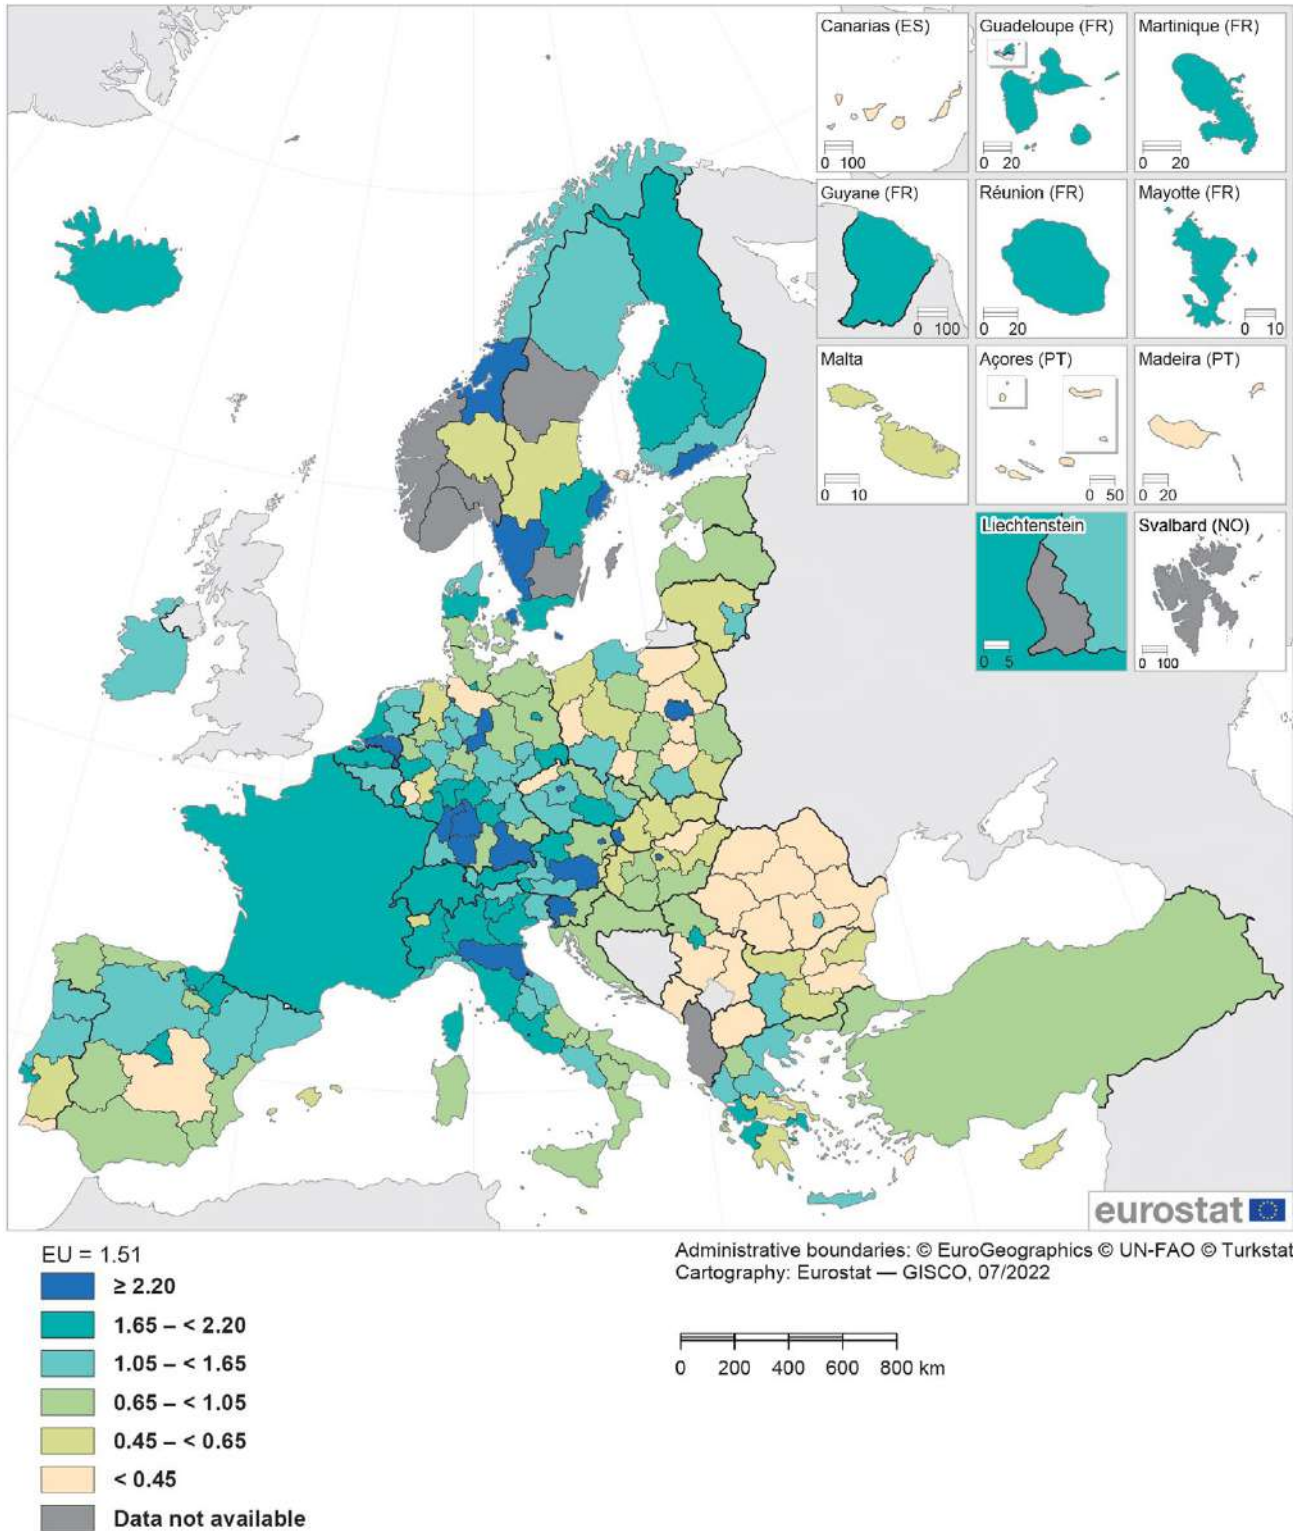 Canarias (ES)
0 100
Guadeloupe (FR)
0 20
Martinique (FR)
0 20
Guyane (FR)
0 100
Réunion (FR)
0 20
Mayotte (FR)
0 10
Malta
0 10
Açores (PT)
0 50
Madeira (PT)
0 20
Liechtenstein
0 5
Svalbard (NO)
0 100
eurostat
EU = 1.51
≥ 2.20
1.65 – < 2.20
1.05 – < 1.65
0.65 – < 1.05
0.45 – < 0.65
< 0.45
Data not available
Administrative boundaries: © EuroGeographics © UN-FAO © Turkstat
Cartography: Eurostat — GISCO, 07/2022
0 200 400 600 800 km